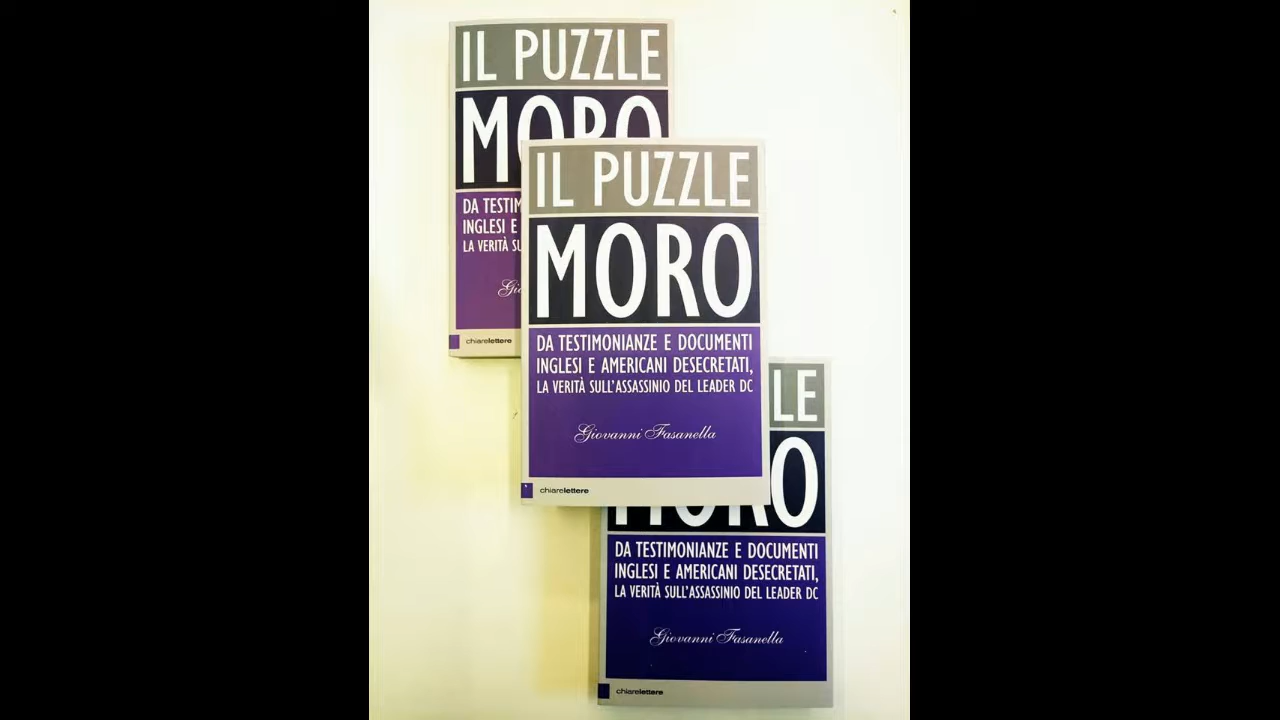 IL PUZZLE
MORO
DA TESTIM
INGLESI E
LA VERITÀ SU
Gio
chiarelettere
IL PUZZLE
MORO
DA TESTIMONIANZE E DOCUMENTI
INGLESI E AMERICANI DESECRETATI,
LA VERITÀ SULL'ASSASSINIO DEL LEADER DC
Giovanni Fasanella
chiarelettere
LE
MORO
DA TESTIMONIANZE E DOCUMENTI
INGLESI E AMERICANI DESECRETATI,
LA VERITÀ SULL'ASSASSINIO DEL LEADER DC
Giovanni Fasanella
chiarelettere